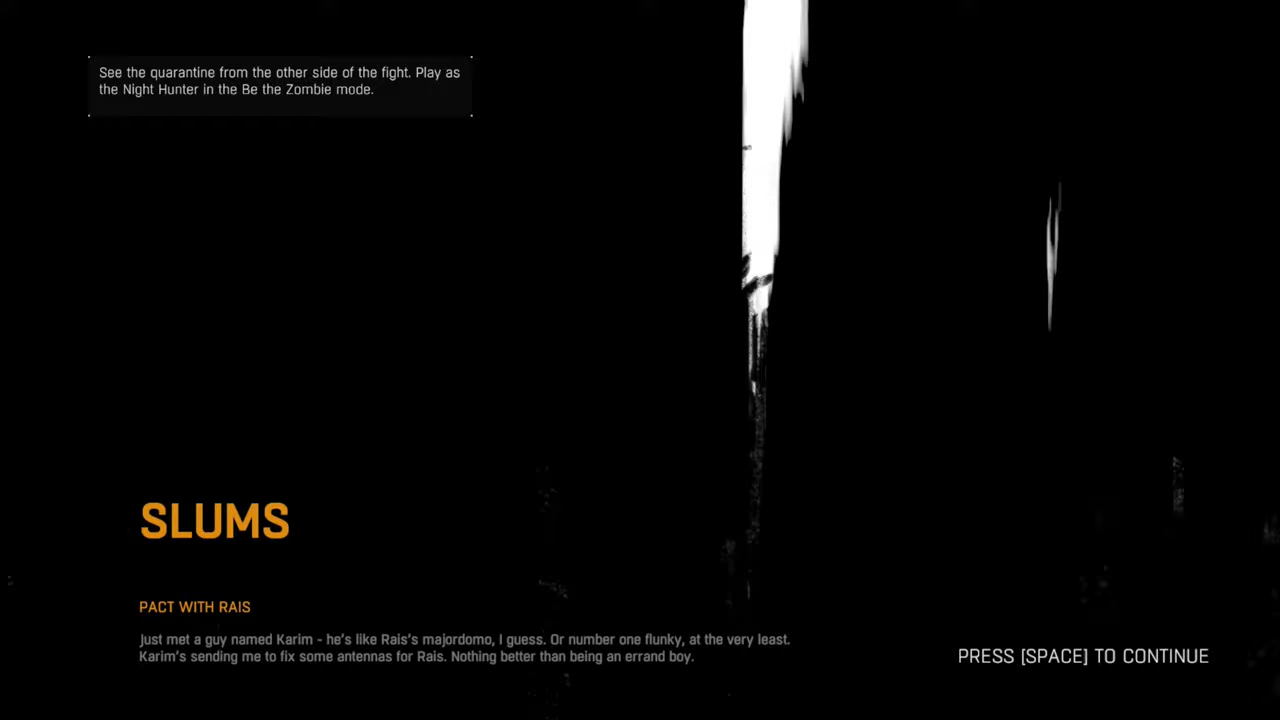 See the quarantine from the other side of the fight. Play as
the Night Hunter in the Be the Zombie mode.
SLUMS
PACT WITH RAIS
Just met a guy named Karim - he's like Rais's majordomo, I guess. Or number one flunky, at the very least.
Karim's sending me to fix some antennas for Rais. Nothing better than being an errand boy.
PRESS [SPACE] TO CONTINUE